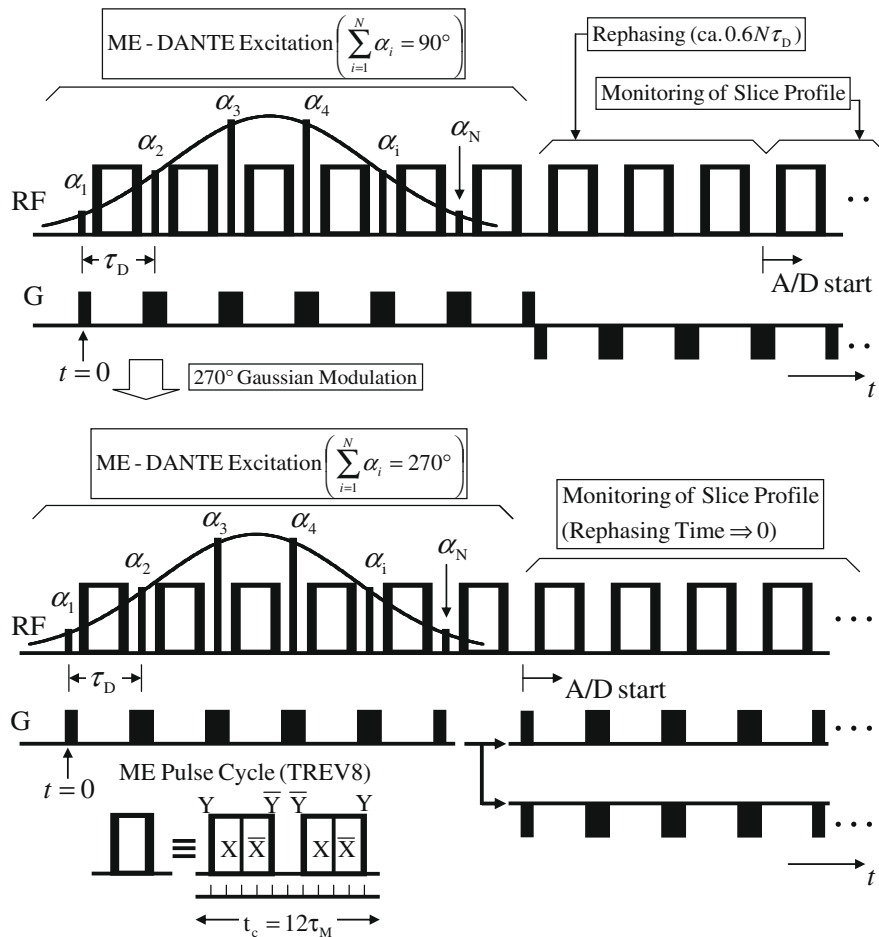 ME - DANTE Excitation ( \sum_{i=1}^{N} α_i = 90° )
Rephasing (ca. 0.6Nτ_D)
Monitoring of Slice Profile
α_1
α_2
α_3
α_4
α_i
α_N
RF
τ_D
A/D start
G
t = 0
270° Gaussian Modulation
t
ME - DANTE Excitation ( \sum_{i=1}^{N} α_i = 270° )
Monitoring of Slice Profile
(Rephasing Time ⇒ 0)
α_1
α_2
α_3
α_4
α_i
α_N
RF
τ_D
A/D start
G
t = 0
ME Pulse Cycle (TREV8)
Y Y̅ Y̅ Y
≡ X X̅ X X̅
t
t_c = 12τ_M